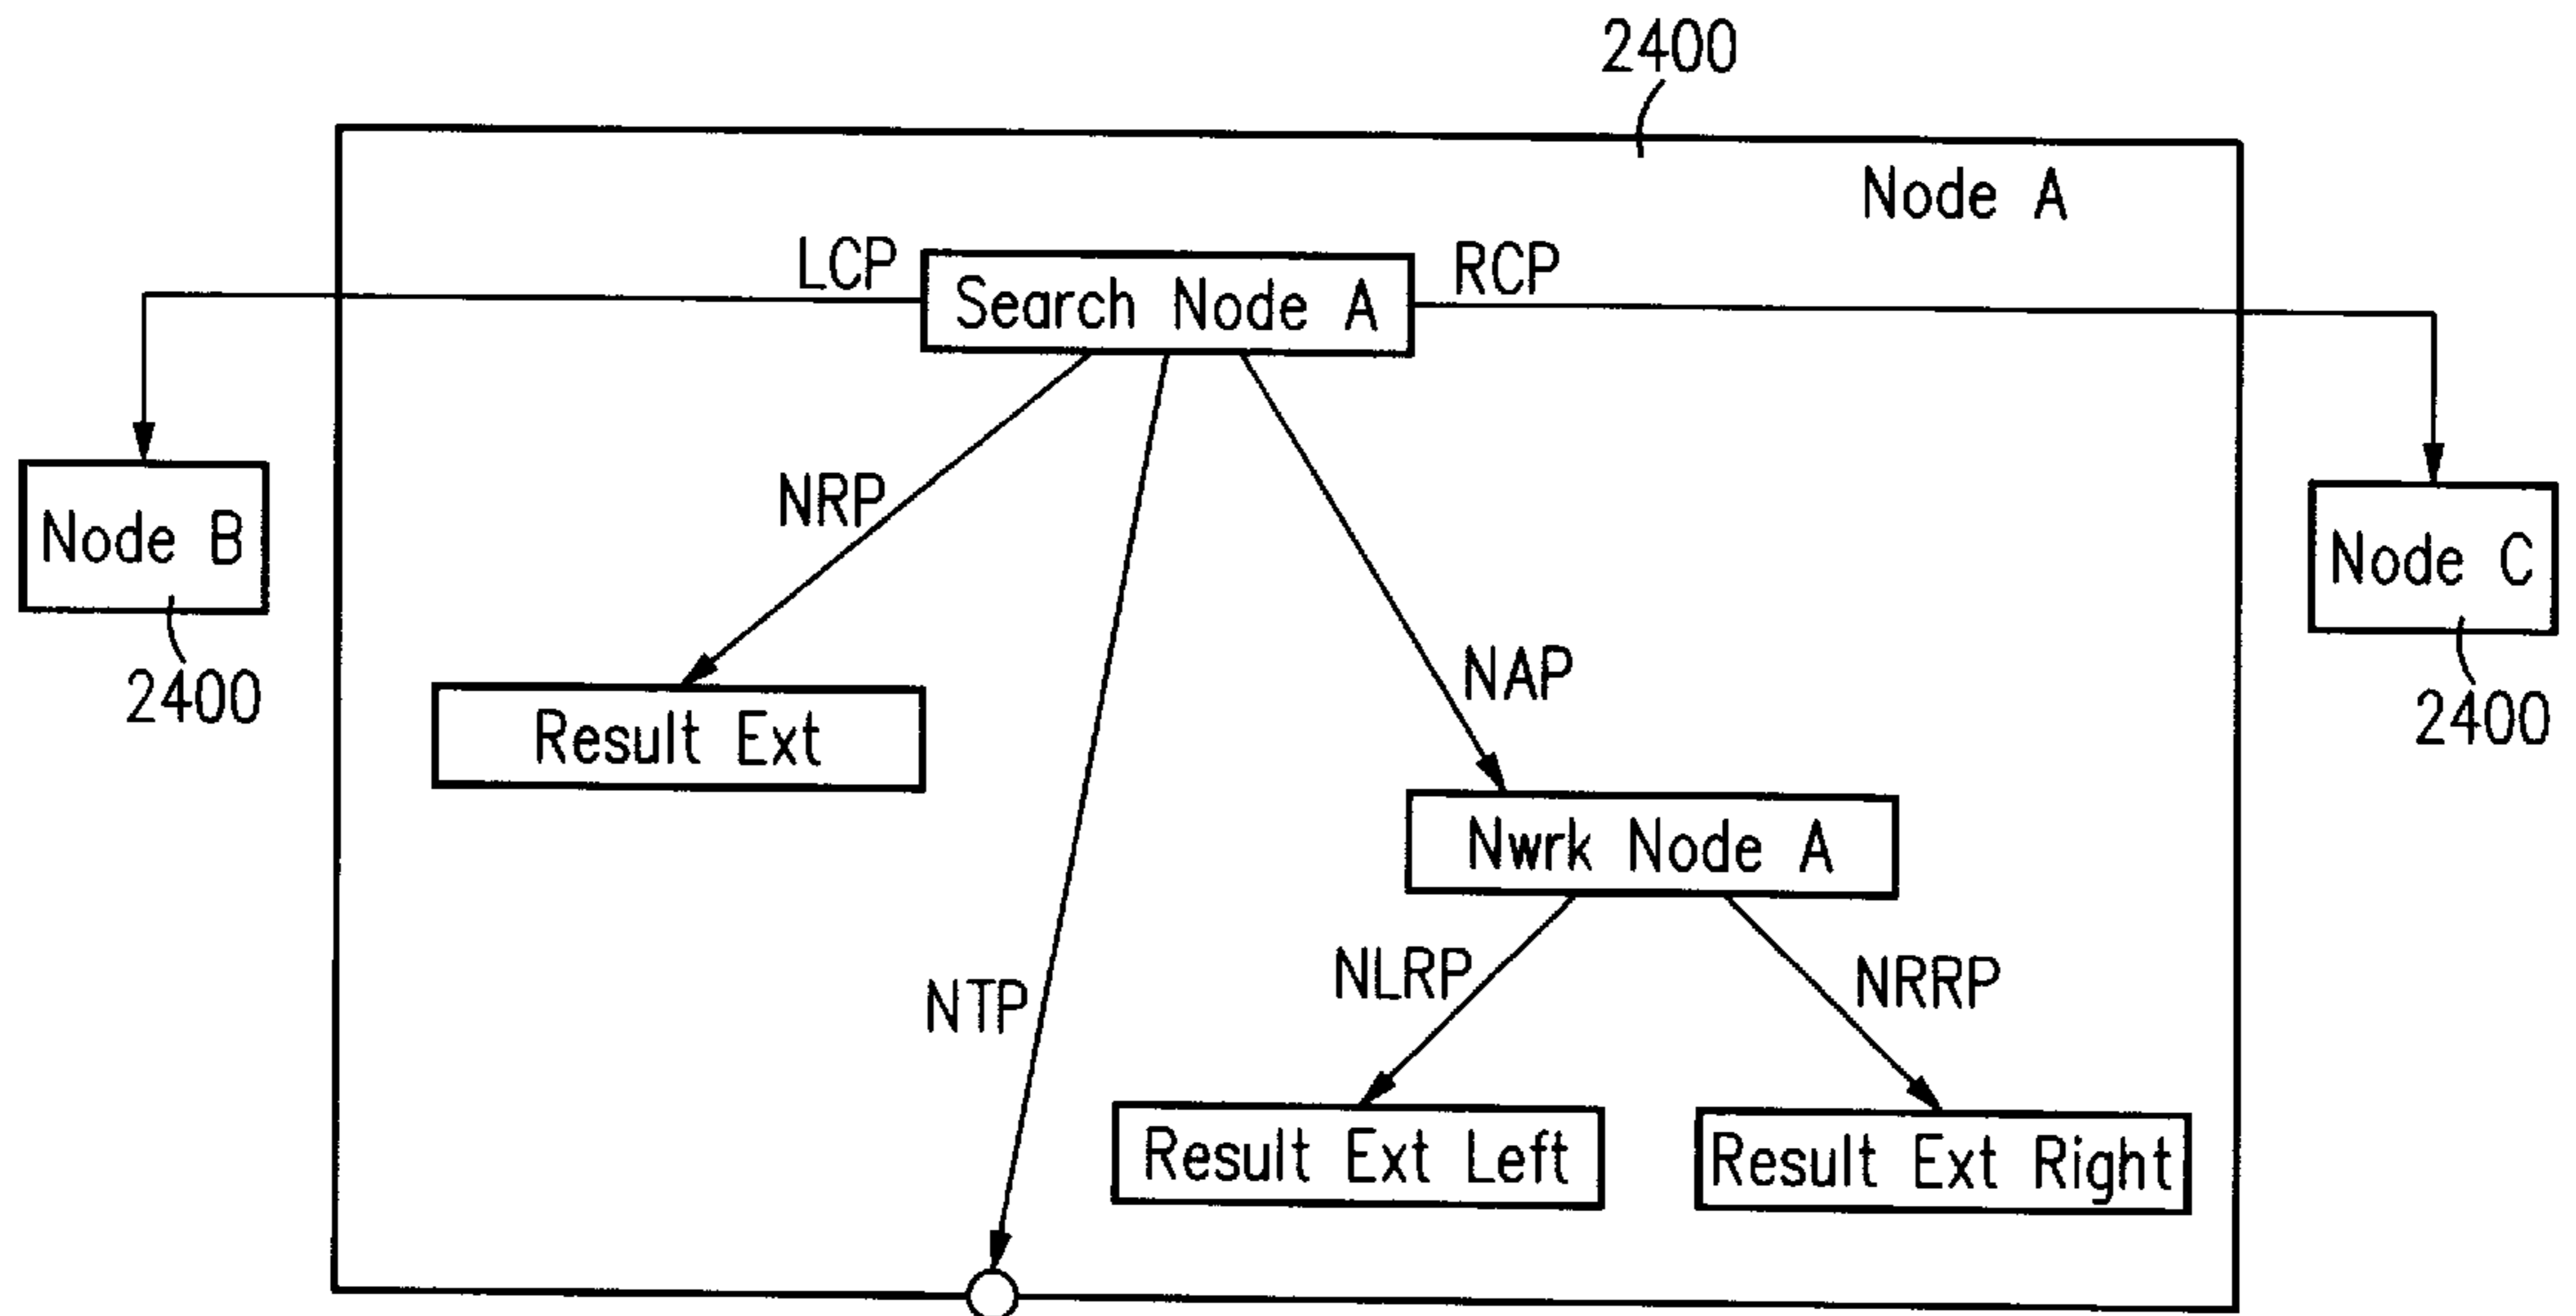 2400
Node A
LCP
Search Node A
RCP
NRP
Node B
Node C
2400
NAP
2400
Result Ext
Nwrk Node A
NLRP
NRRP
NTP
Result Ext Left
Result Ext Right